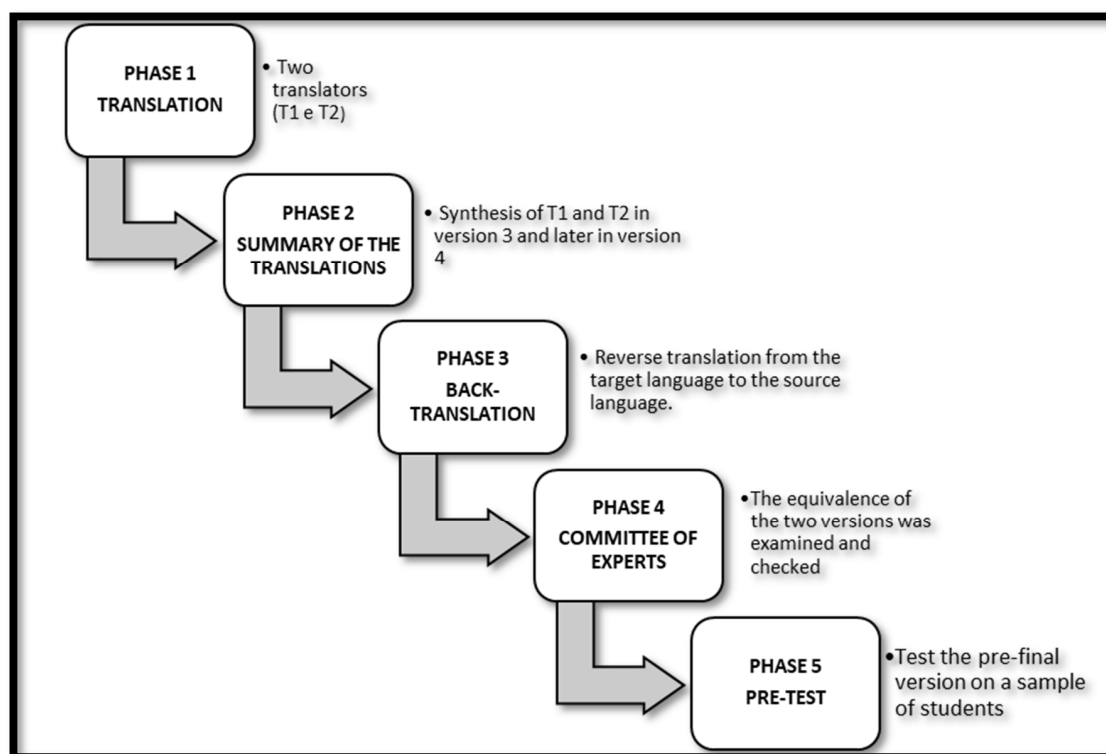 PHASE 1
TRANSLATION
• Two
translators
(T1 e T2)
PHASE 2
SUMMARY OF THE
TRANSLATIONS
• Synthesis of T1 and T2 in
version 3 and later in version
4
PHASE 3
BACK-
TRANSLATION
• Reverse translation from the
target language to the source
language.
PHASE 4
COMMITTEE OF
EXPERTS
•The equivalence of
the two versions was
examined and
checked
PHASE 5
PRE-TEST
•Test the pre-final
version on a sample
of students